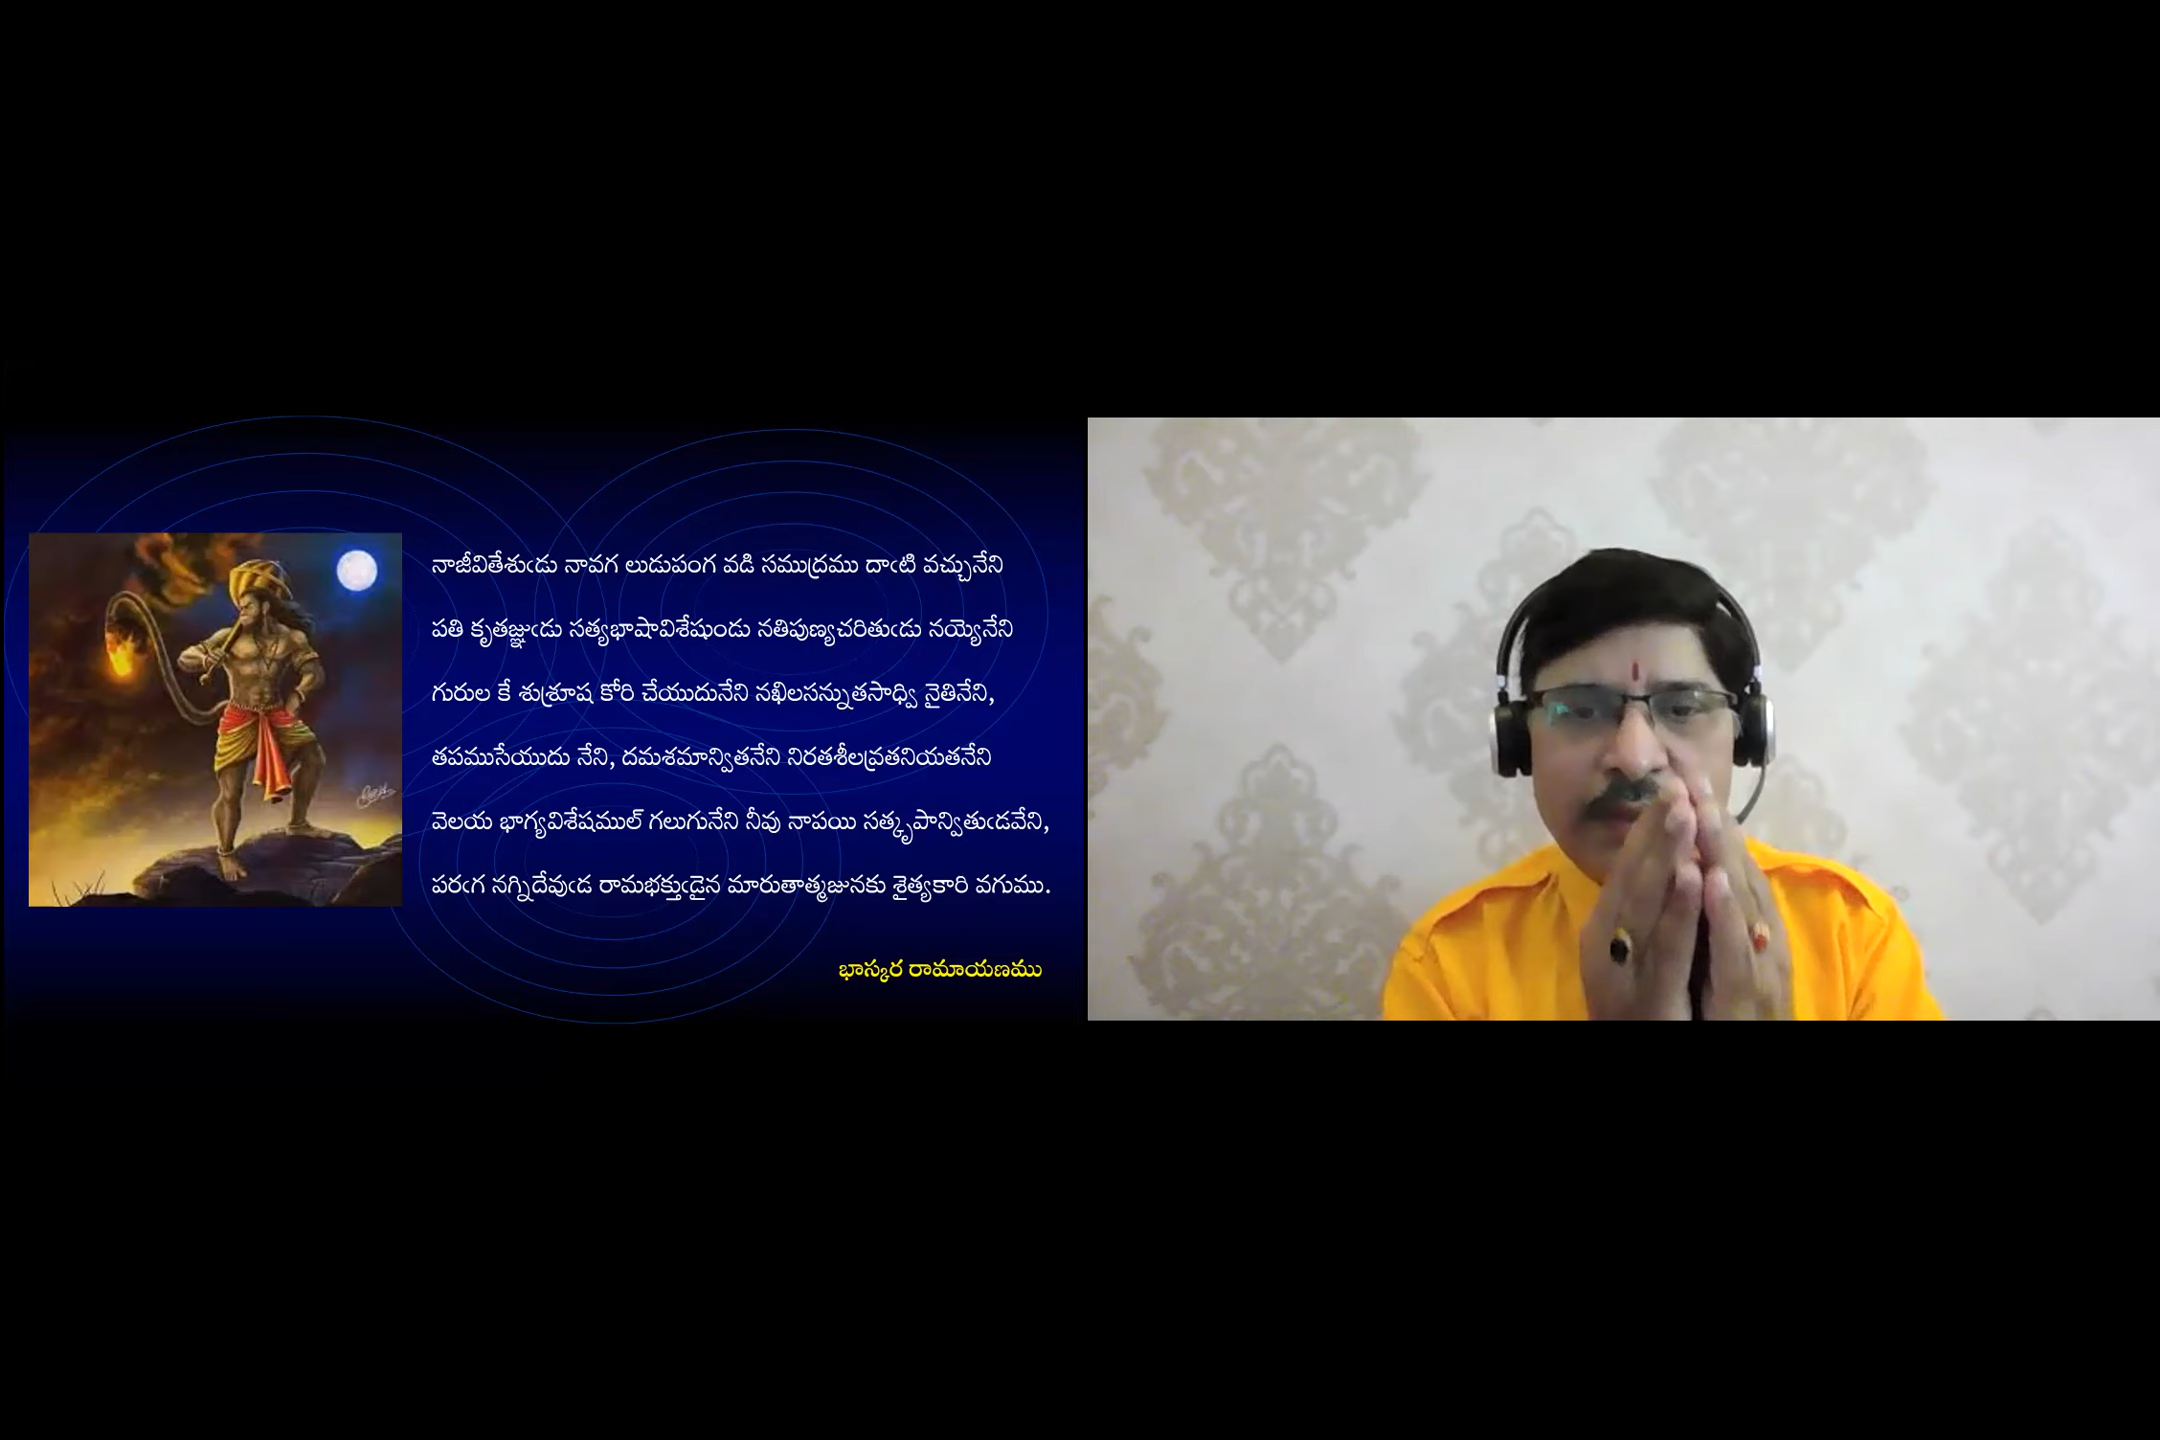 నాజీవితేశుఁడు నావగ లుడుపంగ వడి సముద్రము దాఁటి వచ్చునేని
పతి కృతజ్ఞుఁడు సత్యభాషావిశేషుండు నతిపుణ్యచరితుఁడు నయ్యెనేని
గురుల కే శుశ్రూష కోరి చేయుదునేని నఖిలసన్నుతసాధ్వి నైతినేని,
తపముసేయుదు నేని, దమశమాన్వితనేని నిరతశీలవ్రతనియతనేని
వెలయ భాగ్యవిశేషముల్ గలుగునేని నీవు నాపయి సత్కృపాన్వితుఁడవేని,
పరఁగ నగ్నిదేవుఁడ రామభక్తుఁడైన మారుతాత్మజునకు శైత్యకారి వగుము.
భాస్కర రామాయణము